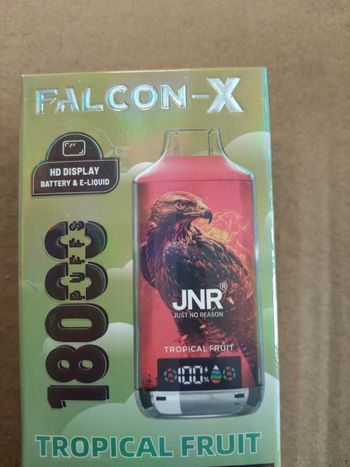 FALCON-X
HD DISPLAY
BATTERY & E-LIQUID
18000
PUFFS
JNR®
JUST NO REASON
TROPICAL FRUIT
100%
TROPICAL FRUIT